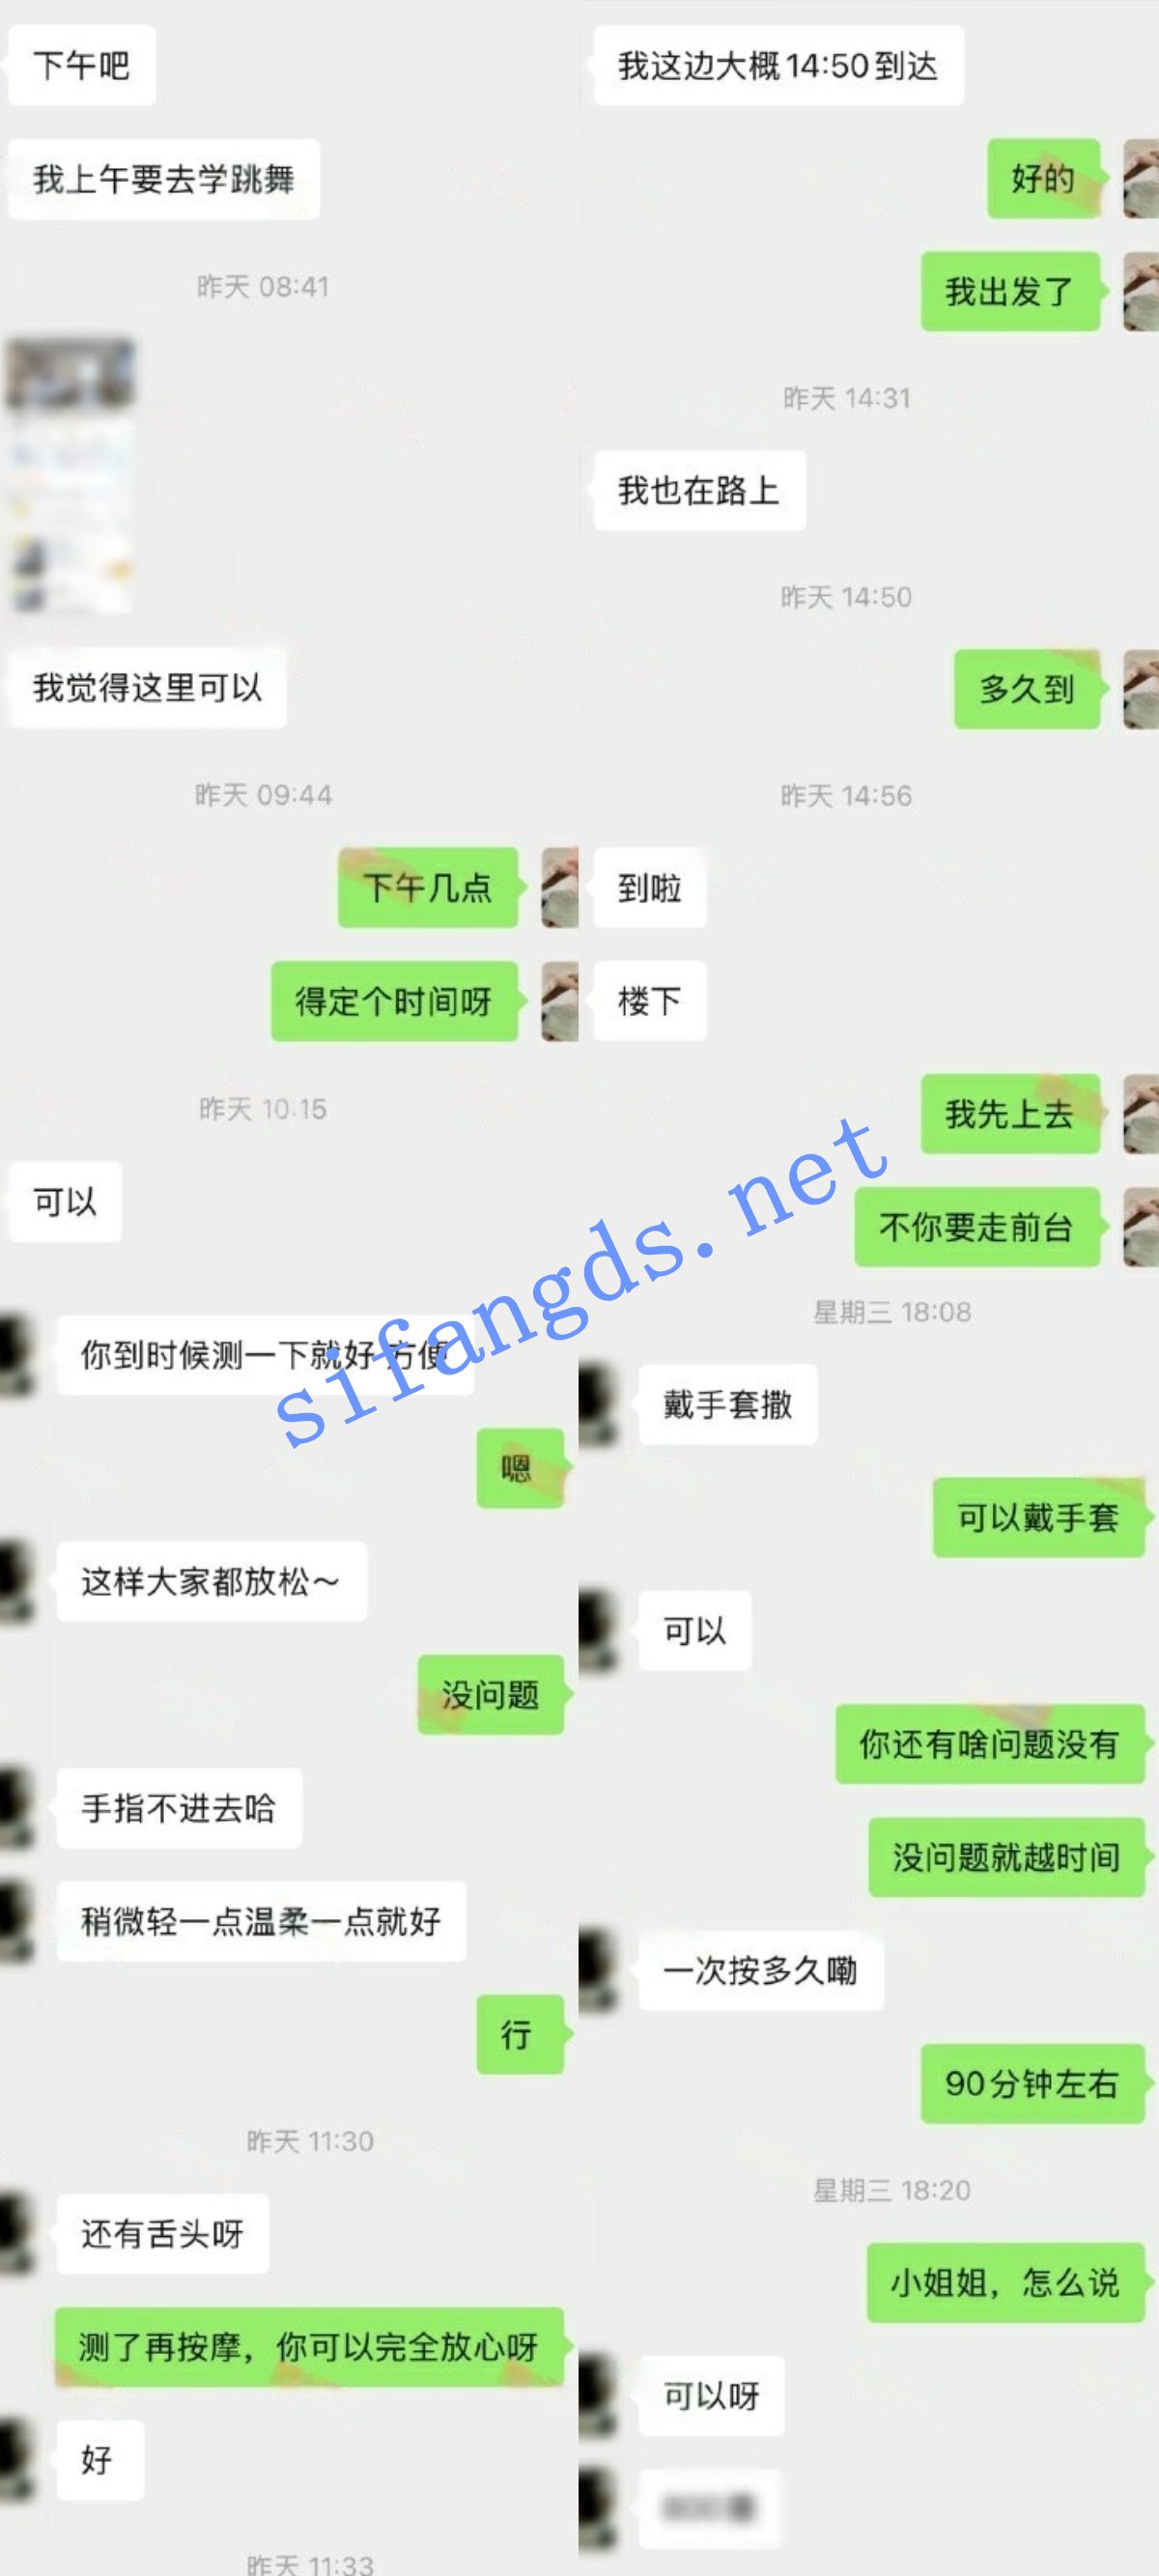 下午吧
我上午要去学跳舞
昨天 08:41
我觉得这里可以
昨天 09:44
下午几点
得定个时间呀
昨天 10:15
可以
你到时候测一下就好 方便
嗯
这样大家都放松～
没问题
手指不进去哈
稍微轻一点温柔一点就好
行
昨天 11:30
还有舌头呀
测了再按摩，你可以完全放心呀
好
昨天 11:33
我这边大概14:50到达
好的
我出发了
昨天 14:31
我也在路上
昨天 14:50
多久到
昨天 14:56
到啦
楼下
我先上去
不你要走前台
星期三 18:08
戴手套撒
可以戴手套
可以
你还有啥问题没有
没问题就越时间
一次按多久嘞
90分钟左右
星期三 18:20
小姐姐，怎么说
可以呀
sifangds.net